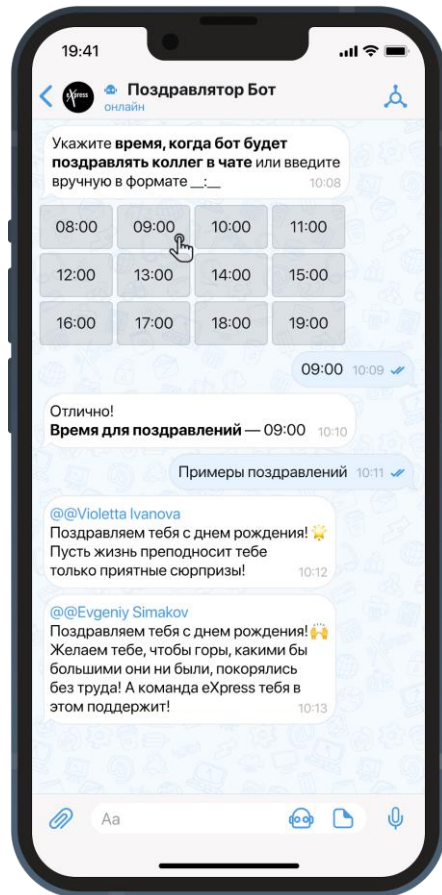 19:41
eXpress
Поздравлятор Бот
онлайн
Укажите время, когда бот будет
поздравлять коллег в чате или введите
вручную в формате __:__ 10:08
08:00 09:00 10:00 11:00
12:00 13:00 14:00 15:00
16:00 17:00 18:00 19:00
09:00 10:09
Отлично!
Время для поздравлений — 09:00 10:10
Примеры поздравлений 10:11
@@Violetta Ivanova
Поздравляем тебя с днем рождения! 🌟
Пусть жизнь преподносит тебе
только приятные сюрпризы! 10:12
@@Evgeniy Simakov
Поздравляем тебя с днем рождения! 🙌
Желаем тебе, чтобы горы, какими бы
большими они ни были, покорялись
без труда! А команда eXpress тебя в
этом поддержит! 10:13
Aa